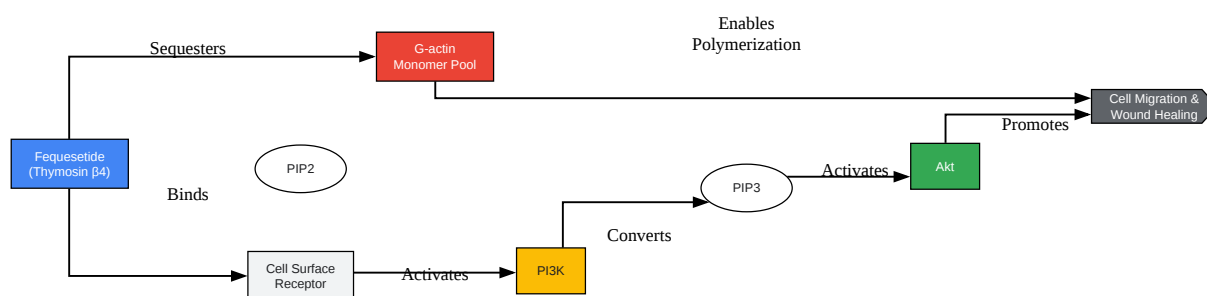 Enables
Polymerization
Sequesters
G-actin
Monomer Pool
Cell Migration &
Wound Healing
Promotes
Fequesetide
(Thymosin β4)
PIP2
Binds
PIP3
Activates
Akt
Converts
Cell Surface
Receptor
Activates
PI3K